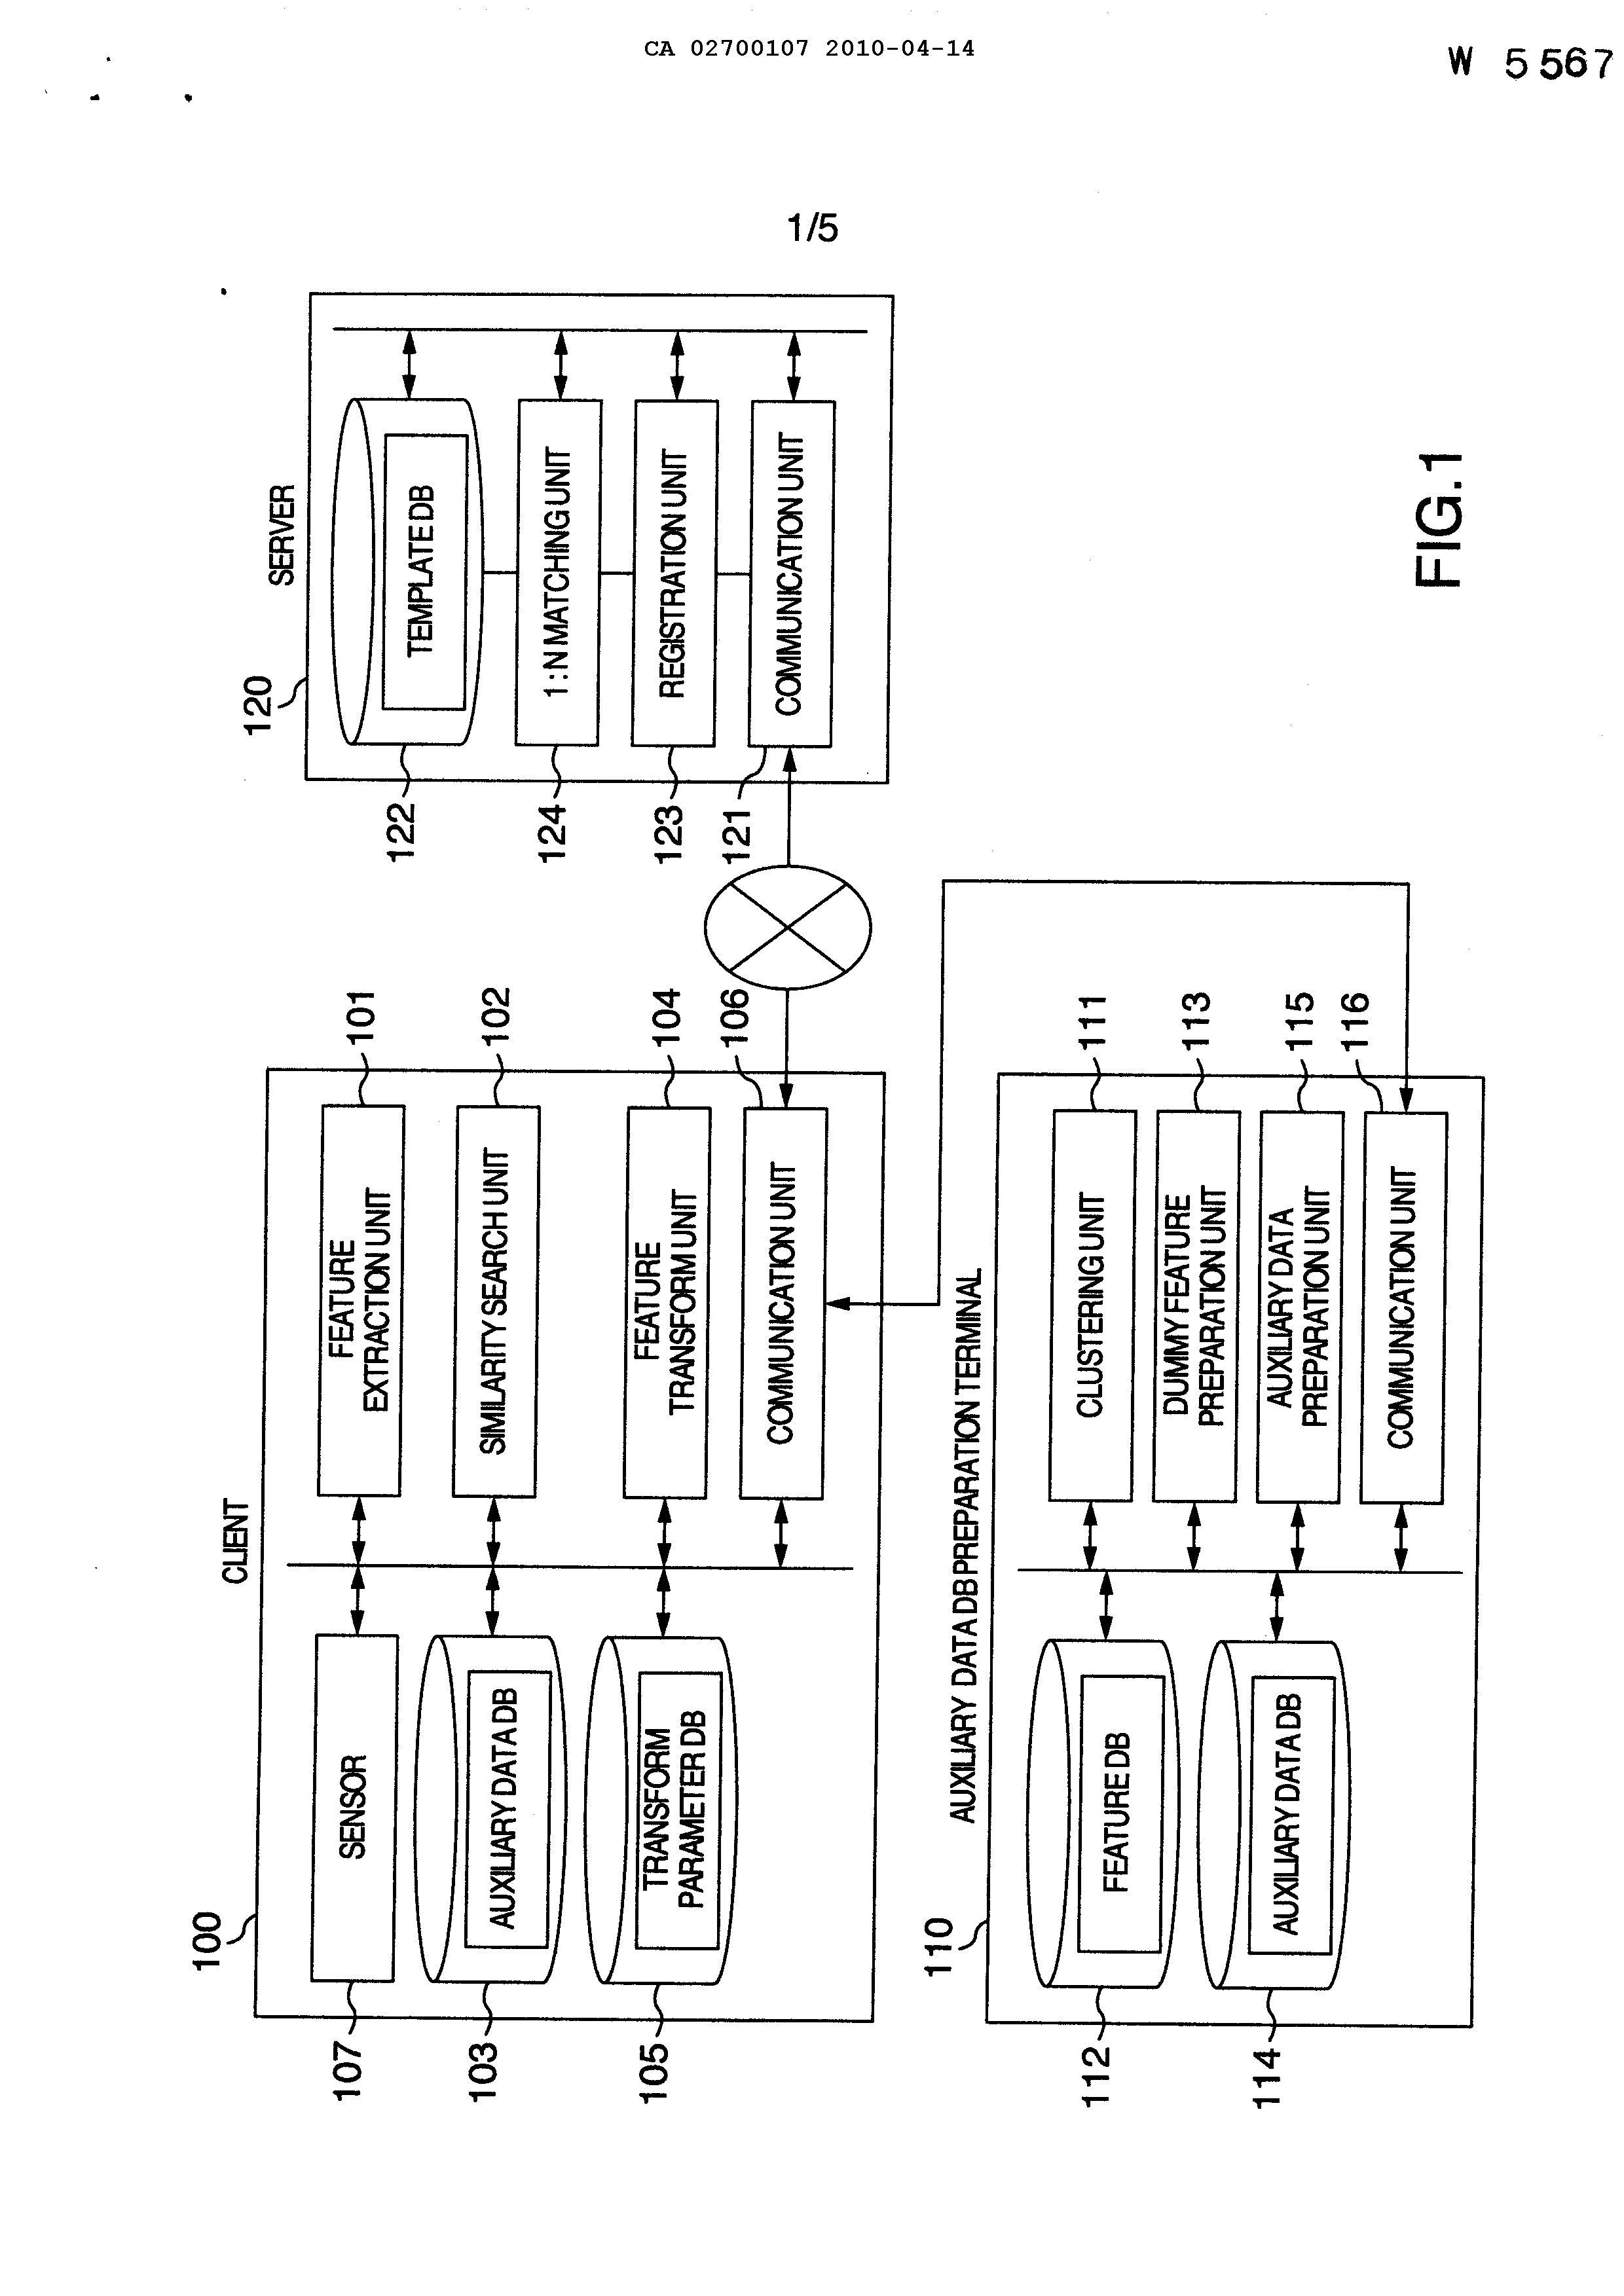 CA 02700107 2010-04-14
W 5 567
1/5
CLIENT
100
107
SENSOR
103
AUXILIARY DATA DB
105
TRANSFORM
PARAMETER DB
FEATURE
EXTRACTION UNIT
101
SIMILARITY SEARCH UNIT
102
FEATURE
TRANSFORM UNIT
104
COMMUNICATION UNIT
106
SERVER
120
122
TEMPLATE DB
124
1:N MATCHING UNIT
123
REGISTRATION UNIT
121
COMMUNICATION UNIT
AUXILIARY DATA DB PREPARATION TERMINAL
110
112
FEATURE DB
114
AUXILIARY DATA DB
CLUSTERING UNIT
111
DUMMY FEATURE
PREPARATION UNIT
113
AUXILIARY DATA
PREPARATION UNIT
115
COMMUNICATION UNIT
116
FIG.1